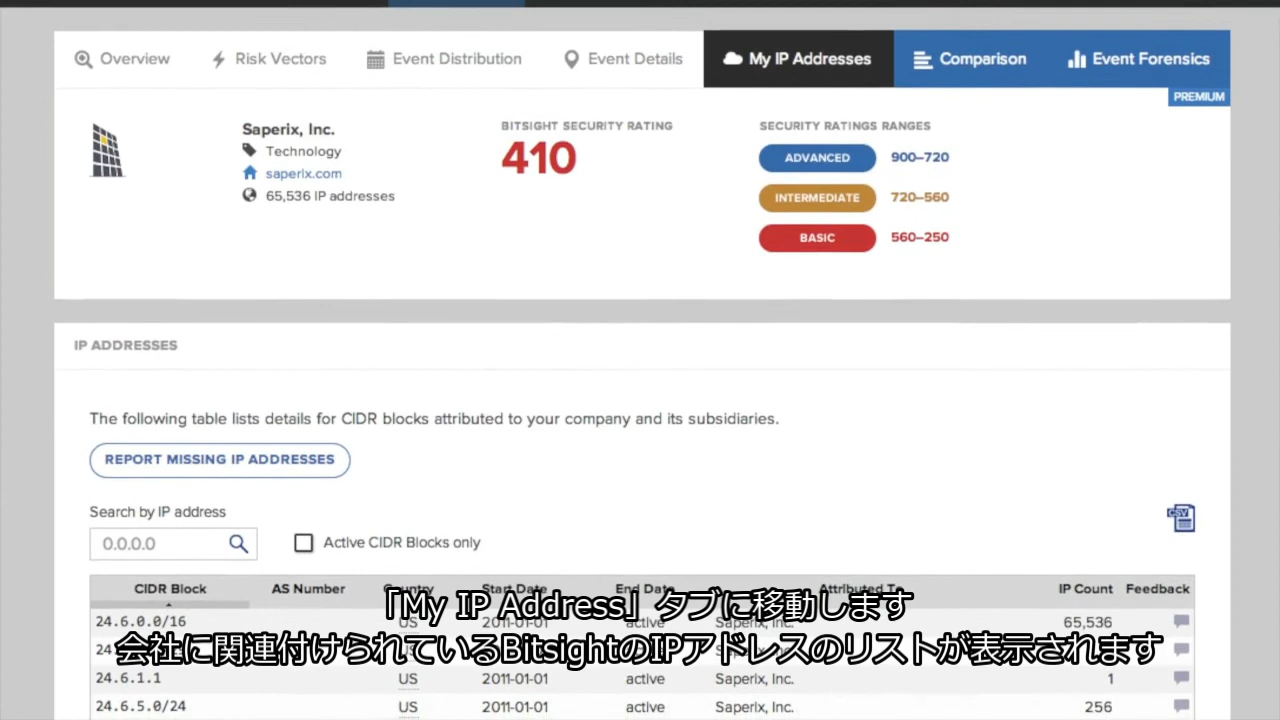 Overview Risk Vectors Event Distribution Event Details My IP Addresses Comparison Event Forensics
PREMIUM
Saperix, Inc.
Technology
saperix.com
65,536 IP addresses
BITSIGHT SECURITY RATING
410
SECURITY RATINGS RANGES
ADVANCED 900–720
INTERMEDIATE 720–560
BASIC 560–250
IP ADDRESSES
The following table lists details for CIDR blocks attributed to your company and its subsidiaries.
REPORT MISSING IP ADDRESSES
Search by IP address
CSV
0.0.0.0 Active CIDR Blocks only
CIDR Block AS Number Country Start Date End Date Attributed To IP Count Feedback
24.6.0.0/16 US 2011-01-01 active Saperix, Inc. 65,536
「My IP Address」タブに移動します
会社に関連付けられているBitsightのIPアドレスのリストが表示されます
24.6.1.1 US 2011-01-01 active Saperix, Inc. 1
24.6.5.0/24 US 2011-01-01 active Saperix, Inc. 256